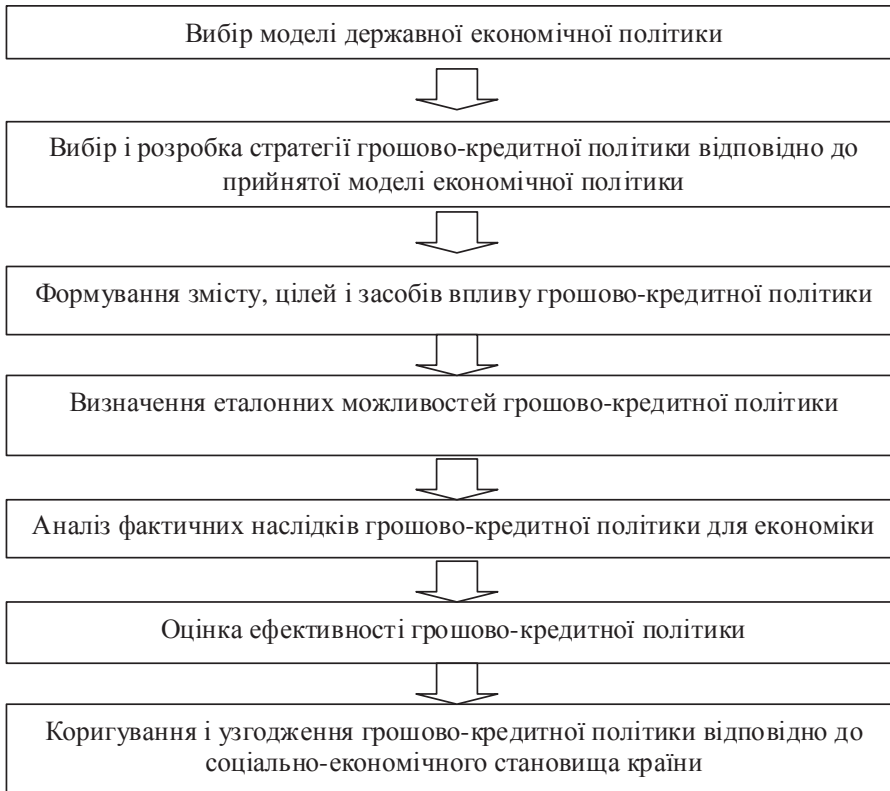 Вибір моделі державної економічної політики
Вибір і розробка стратегії грошово-кредитної політики відповідно до
прийнятої моделі економічної політики
Формування змісту, цілей і засобів впливу грошово-кредитної політики
Визначення еталонних можливостей грошово-кредитної політики
Аналіз фактичних наслідків грошово-кредитної політики для економіки
Оцінка ефективності грошово-кредитної політики
Коригування і узгодження грошово-кредитної політики відповідно до
соціально-економічного становища країни